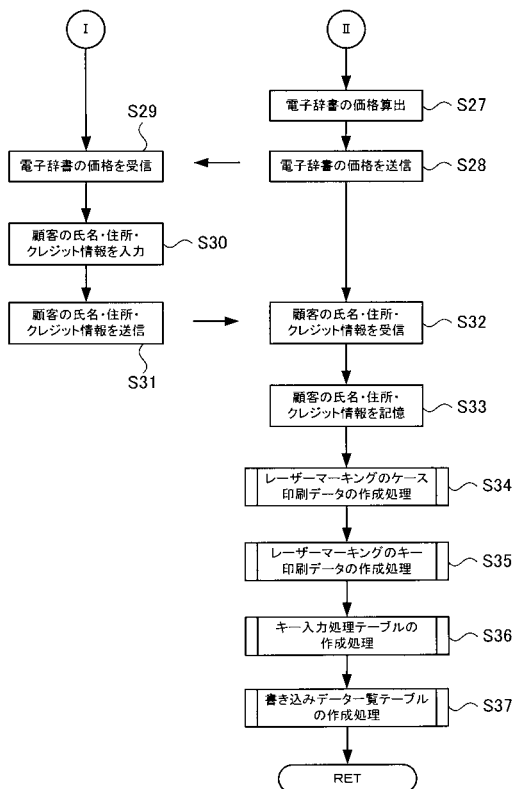 I
II
電子辞書の価格算出
S27
S29
電子辞書の価格を受信
電子辞書の価格を送信
S28
顧客の氏名・住所・
クレジット情報を入力
S30
顧客の氏名・住所・
クレジット情報を送信
S31
顧客の氏名・住所・
クレジット情報を受信
S32
顧客の氏名・住所・
クレジット情報を記憶
S33
レーザーマーキングのケース
印刷データの作成処理
S34
レーザーマーキングのキー
印刷データの作成処理
S35
キー入力処理テーブルの
作成処理
S36
書き込みデータ一覧テーブル
の作成処理
S37
RET